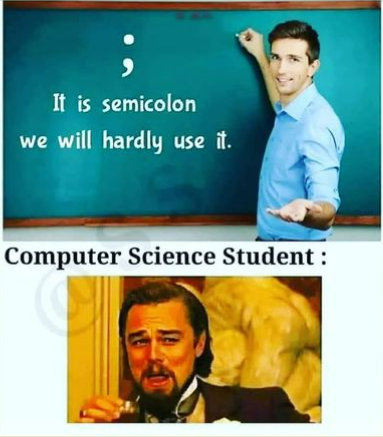 ;
It is semicolon
we will hardly use it.
Computer Science Student :